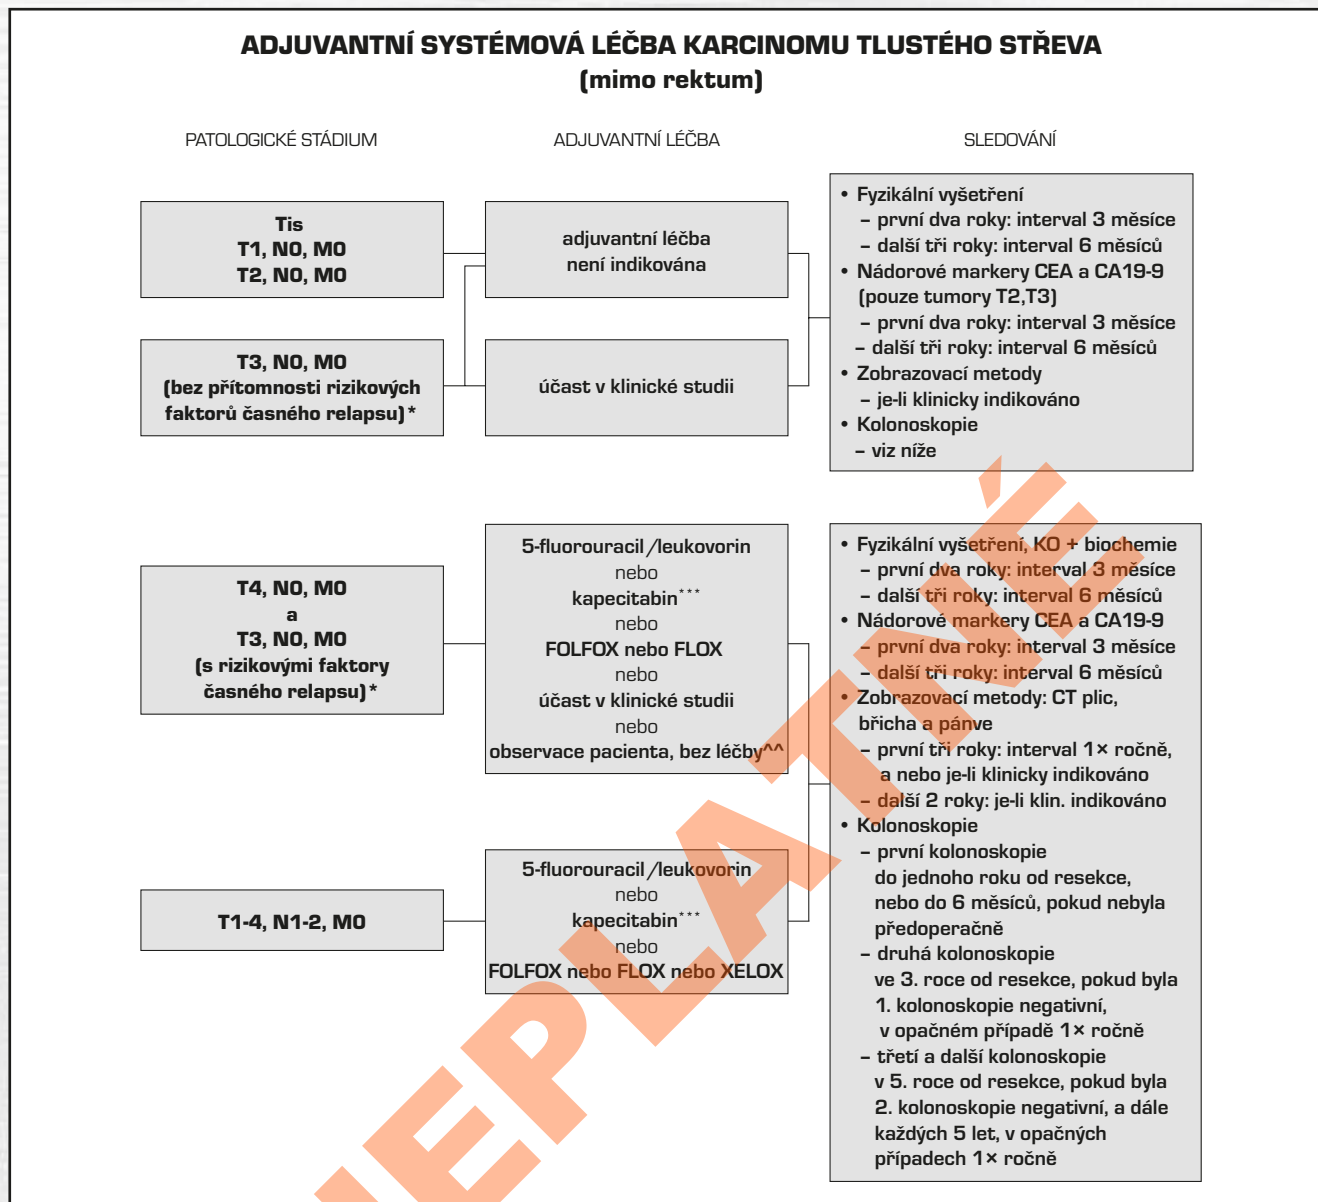 ADJUVANTNÍ SYSTÉMOVÁ LÉČBA KARCINOMU TLUSTÉHO STŘEVA
(mimo rektum)
PATOLOGICKÉ STÁDIUM
ADJUVANTNÍ LÉČBA
SLEDOVÁNÍ
Tis
T1, N0, M0
T2, N0, M0
adjuvantní léčba
není indikována
T3, N0, M0
(bez přítomnosti rizikových
faktorů časného relapsu)*
účast v klinické studii
• Fyzikální vyšetření
– první dva roky: interval 3 měsíce
– další tři roky: interval 6 měsíců
• Nádorové markery CEA a CA19-9
(pouze tumory T2,T3)
– první dva roky: interval 3 měsíce
– další tři roky: interval 6 měsíců
• Zobrazovací metody
– je-li klinicky indikováno
• Kolonoskopie
– viz níže
T4, N0, M0
a
T3, N0, M0
(s rizikovými faktory
časného relapsu)*
5-fluorouracil/leukovorin
nebo
kapecitabin***
nebo
FOLFOX nebo FLOX
nebo
účast v klinické studii
nebo
observace pacienta, bez léčby^^
T1-4, N1-2, M0
5-fluorouracil/leukovorin
nebo
kapecitabin***
nebo
FOLFOX nebo FLOX nebo XELOX
• Fyzikální vyšetření, KO + biochemie
– první dva roky: interval 3 měsíce
– další tři roky: interval 6 měsíců
• Nádorové markery CEA a CA19-9
– první dva roky: interval 3 měsíce
– další tři roky: interval 6 měsíců
• Zobrazovací metody: CT plic,
břicha a pánve
– první tři roky: interval 1× ročně,
a nebo je-li klinicky indikováno
– další 2 roky: je-li klin. indikováno
• Kolonoskopie
– první kolonoskopie
do jednoho roku od resekce,
nebo do 6 měsíců, pokud nebyla
předoperačně
– druhá kolonoskopie
ve 3. roce od resekce, pokud byla
1. kolonoskopie negativní,
v opačném případě 1× ročně
– třetí a další kolonoskopie
v 5. roce od resekce, pokud byla
2. kolonoskopie negativní, a dále
každých 5 let, v opačných
případech 1× ročně
NEPLATNÉ